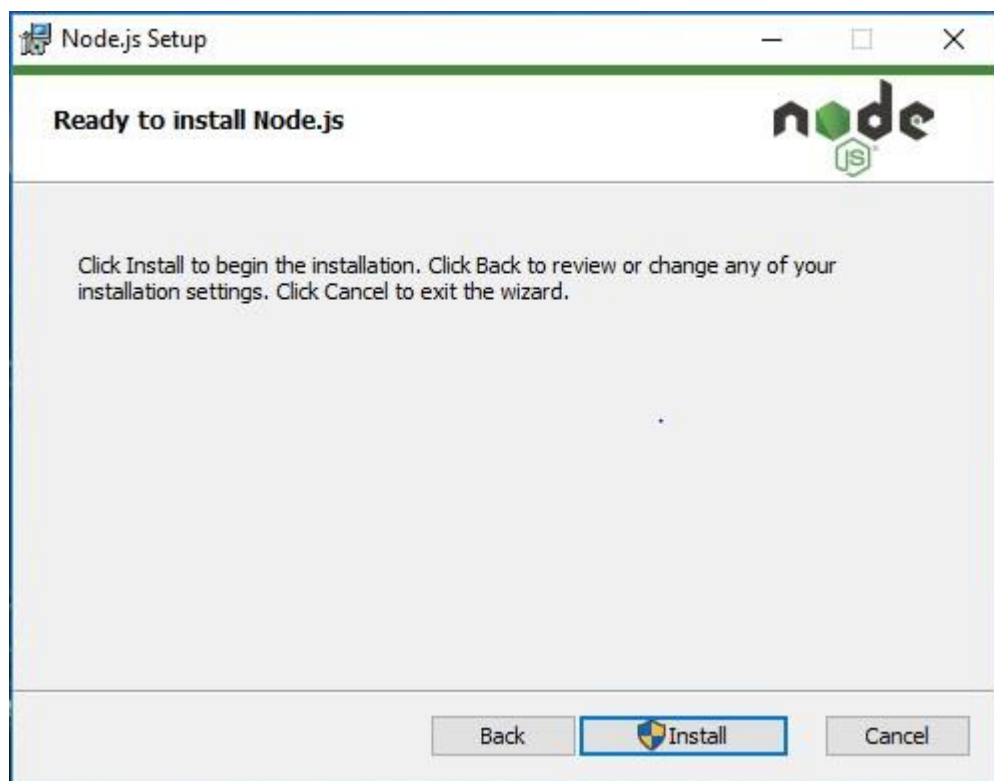 Node.js Setup
Ready to install Node.js
node
JS
Click Install to begin the installation. Click Back to review or change any of your
installation settings. Click Cancel to exit the wizard.
Back
Install
Cancel